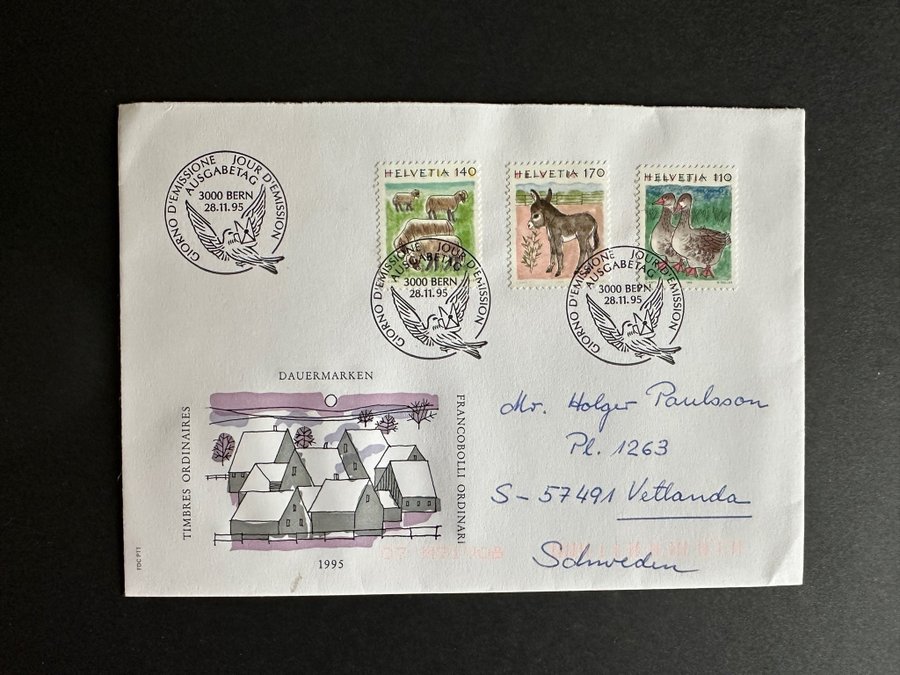 GIORNO D'EMISSIONE JOUR D'EMISSION
AUSGABETAG
3000 BERN
28.11.95
HELVETIA 140
HELVETIA 170
HELVETIA 110
GIORNO D'EMISSIONE JOUR D'EMISSION
AUSGABETAG
3000 BERN
28.11.95
GIORNO D'EMISSIONE JOUR D'EMISSION
AUSGABETAG
3000 BERN
28.11.95
DAUERMARKEN
TIMBRES ORDINAIRES
FRANCOBOLLI ORDINARI
1995
FDC PTT
Mr. Holger Paulsson
Pl. 1263
S-57491 Vetlanda
Schweden